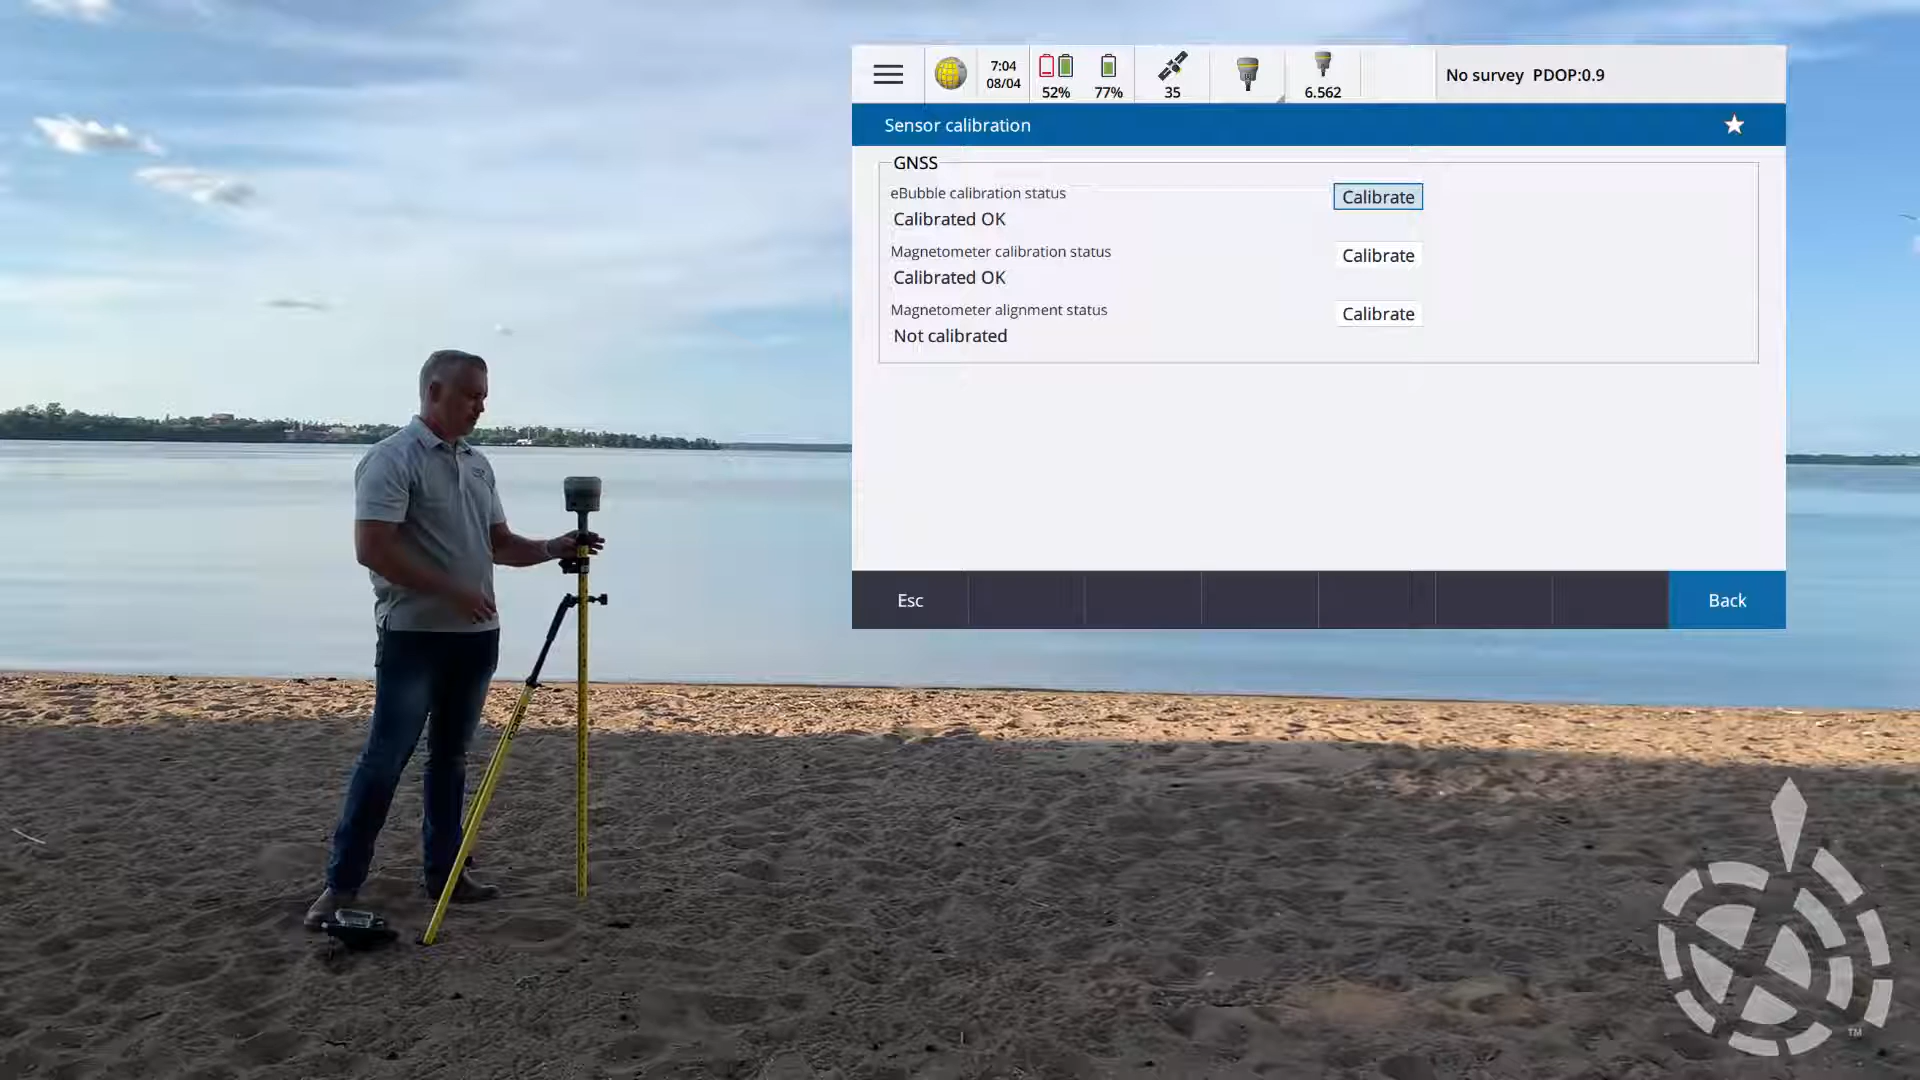 7:04
08/04
52%
77%
35
6.562
No survey PDOP:0.9
Sensor calibration
GNSS
eBubble calibration status
Calibrate
Calibrated OK
Magnetometer calibration status
Calibrate
Calibrated OK
Magnetometer alignment status
Calibrate
Not calibrated
Esc
Back
TM